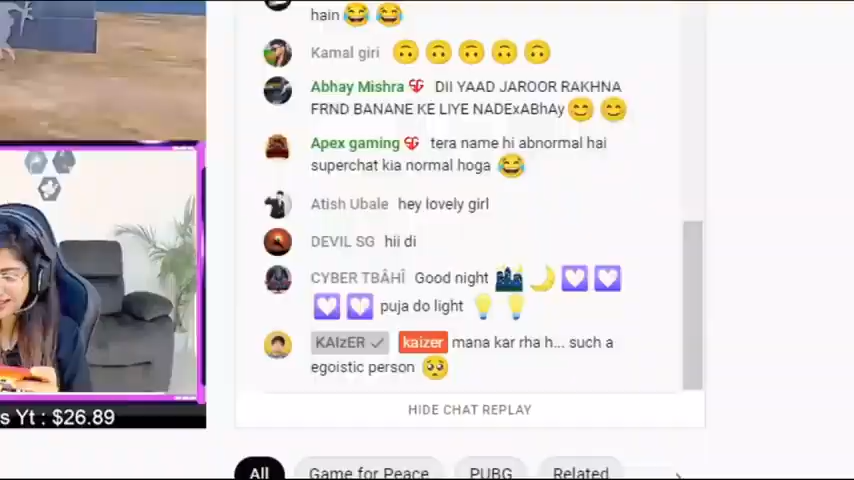 hain 😂 😂
Kamal giri 🙃 🙃 🙃 🙃 🙃
Abhay Mishra DII YAAD JAROOR RAKHNA
FRND BANANE KE LIYE NADExABhAy 😊 😊
Apex gaming tera name hi abnormal hai
superchat kia normal hoga 😂
Atish Ubale hey lovely girl
DEVIL SG hii di
CYBER TBÂHÎ Good night 🌃 🌙 💜 💜
💜 💜 puja do light 💡 💡
KAIzER ✓ kaizer mana kar rha h... such a
egoistic person 🥺
s Yt : $26.89
HIDE CHAT REPLAY
All Game for Peace PUBG Related